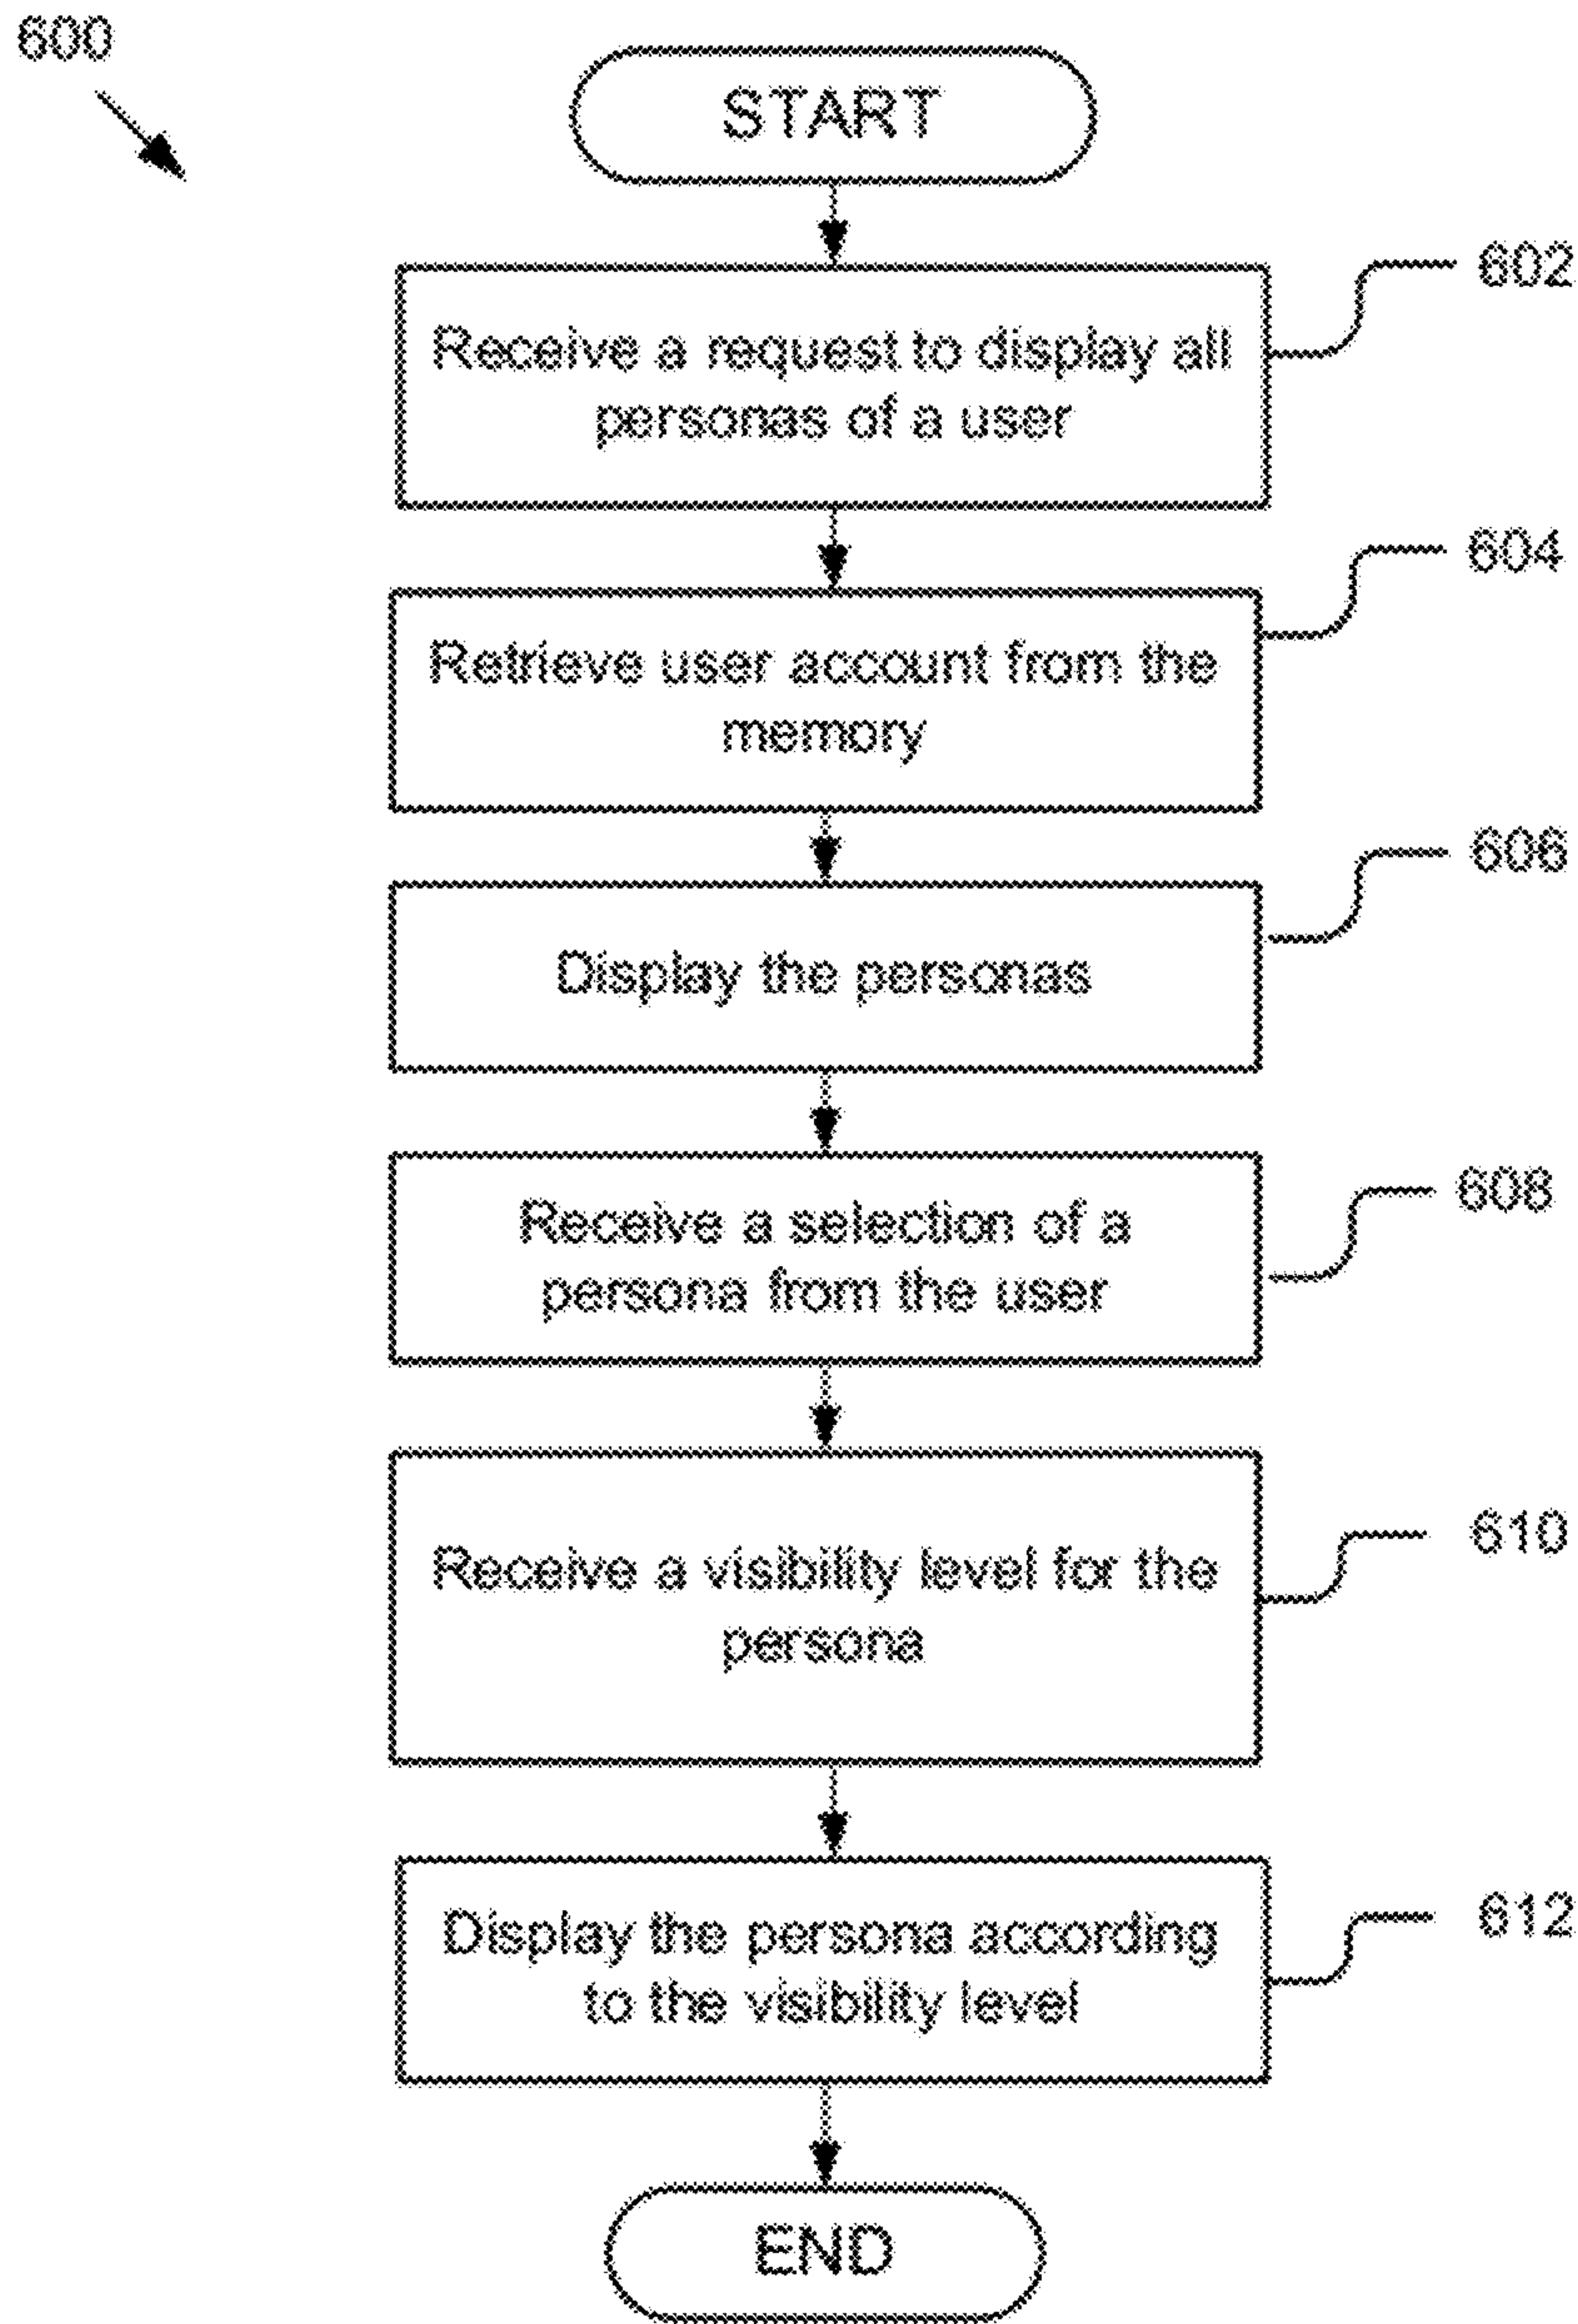 600
START
602
Receive a request to display all
personas of a user
604
Retrieve user account from the
memory
606
Display the personas
608
Receive a selection of a
persona from the user
610
Receive a visibility level for the
persona
612
Display the persona according
to the visibility level
END